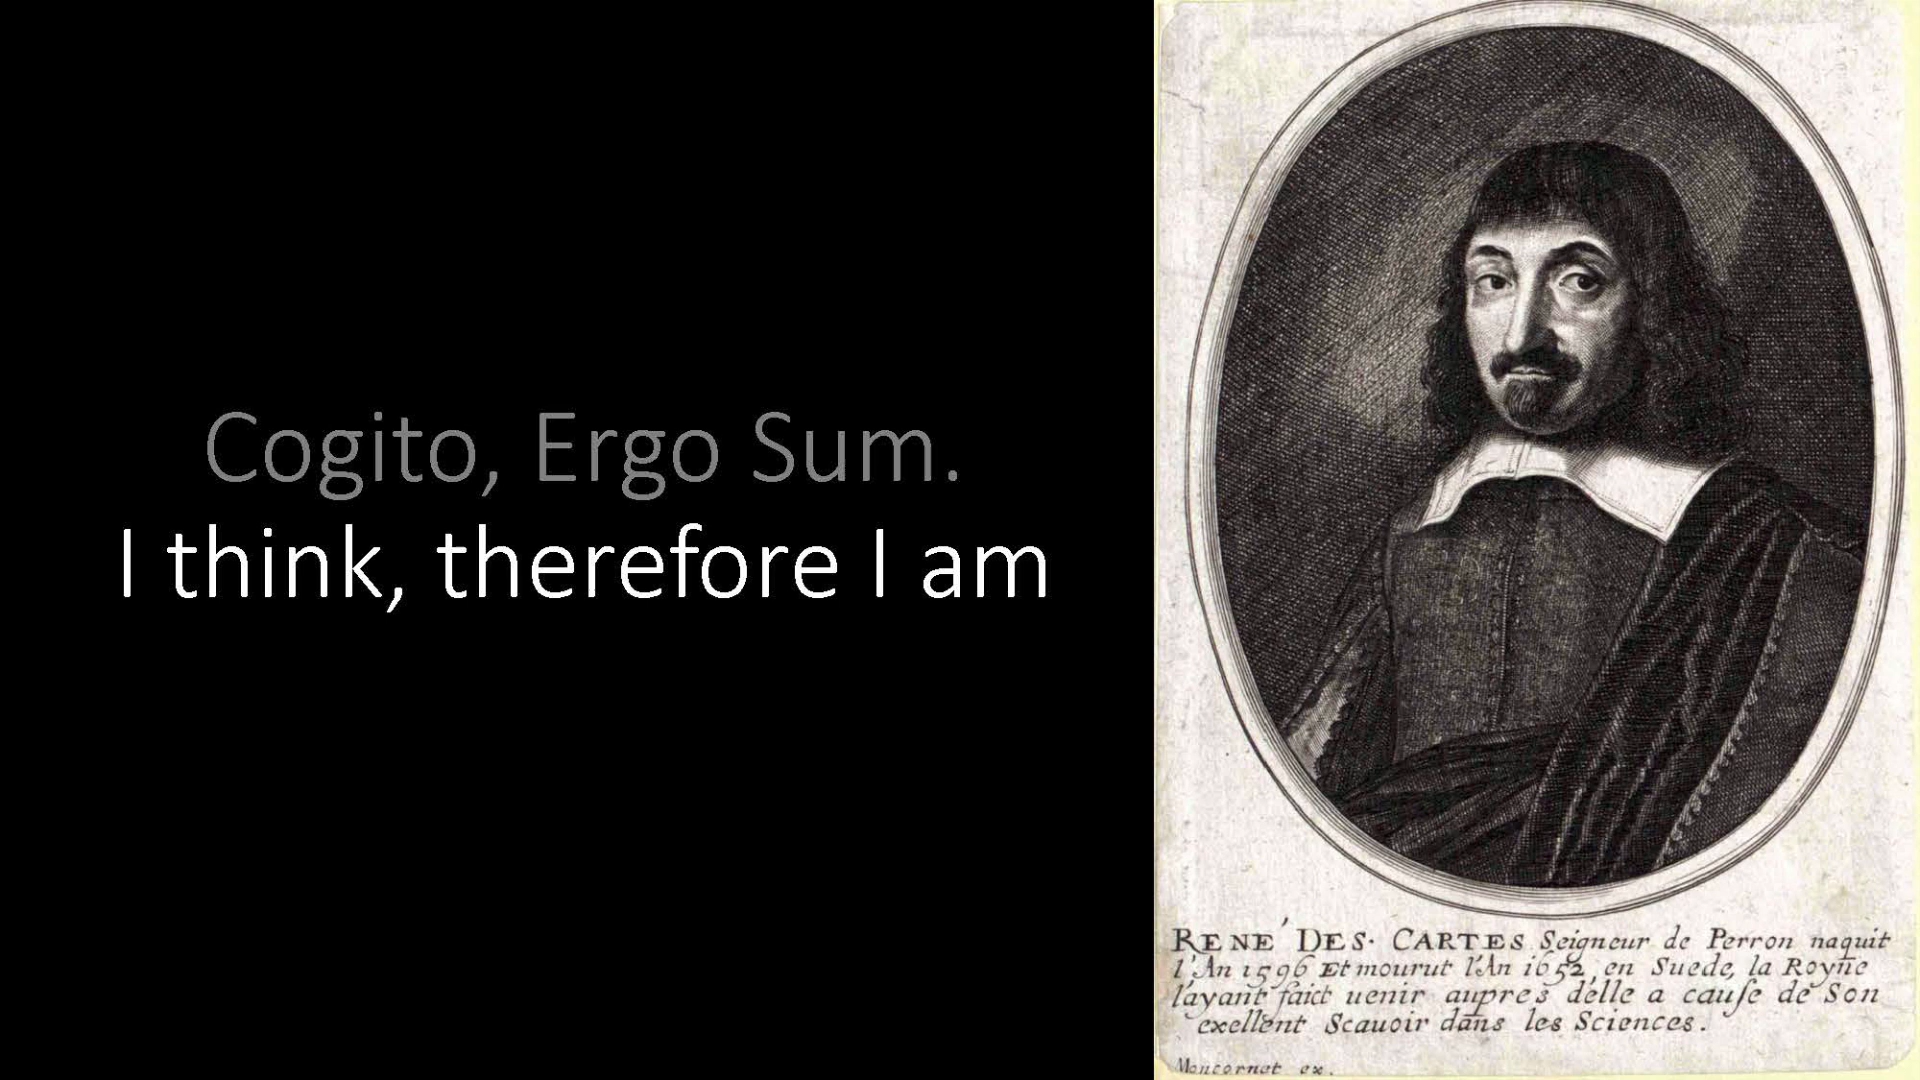 Cogito, Ergo Sum.
I think, therefore I am
RENE´ DES· CARTES Seigneur de Perron naquit
l'An 1596 Et mourut l'An 1652, en Suede, la Royne
l'ayant faict uenir aupres d'elle a cauſe de Son
exellent Scauoir dans les Sciences.
Moncornet ex.